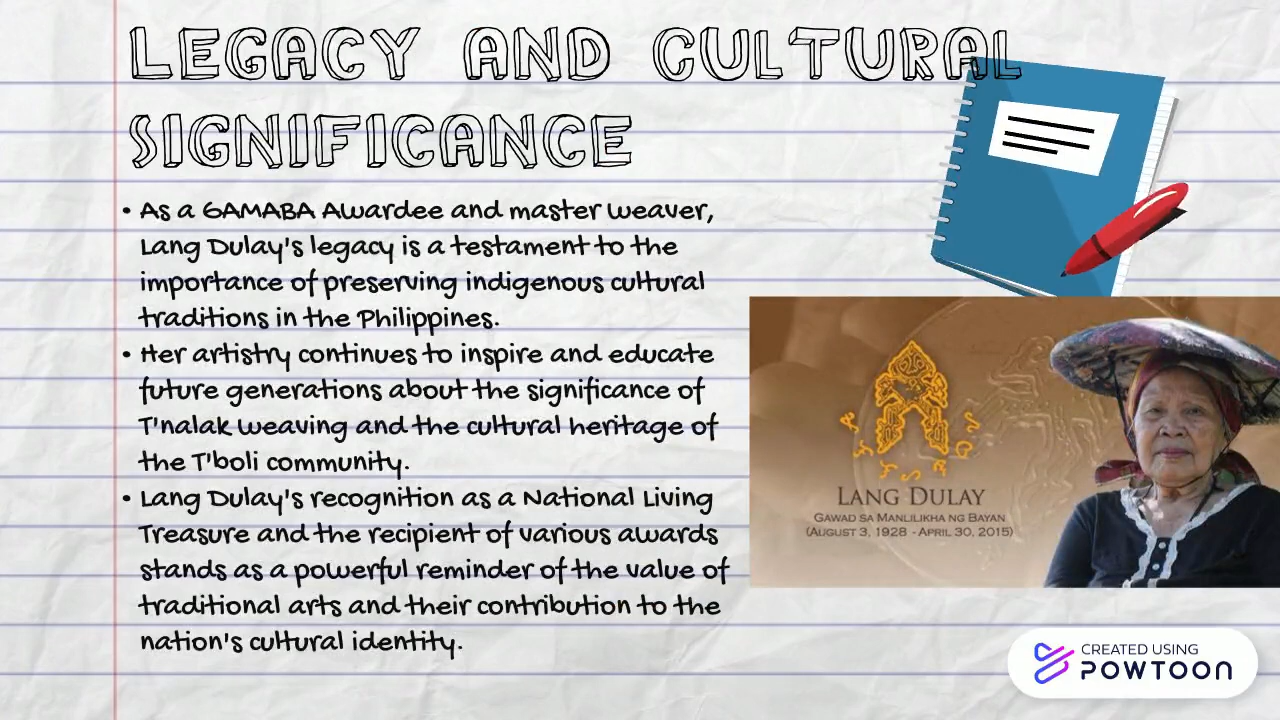 LEGACY AND CULTURAL
SIGNIFICANCE
• As a GAMABA Awardee and master weaver,
Lang Dulay's legacy is a testament to the
importance of preserving indigenous cultural
traditions in the Philippines.
• Her artistry continues to inspire and educate
future generations about the significance of
T'nalak weaving and the cultural heritage of
the T'boli community.
• Lang Dulay's recognition as a National Living
Treasure and the recipient of various awards
stands as a powerful reminder of the value of
traditional arts and their contribution to the
nation's cultural identity.
LANG DULAY
GAWAD SA MANLILIKHA NG BAYAN
(AUGUST 3, 1928 - APRIL 30, 2015)
CREATED USING
POWTOON